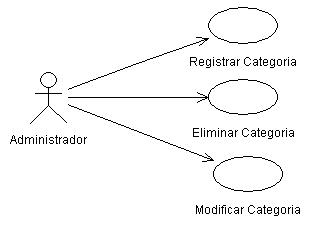 Registrar Categoria
Eliminar Categoria
Administrador
Modificar Categoria